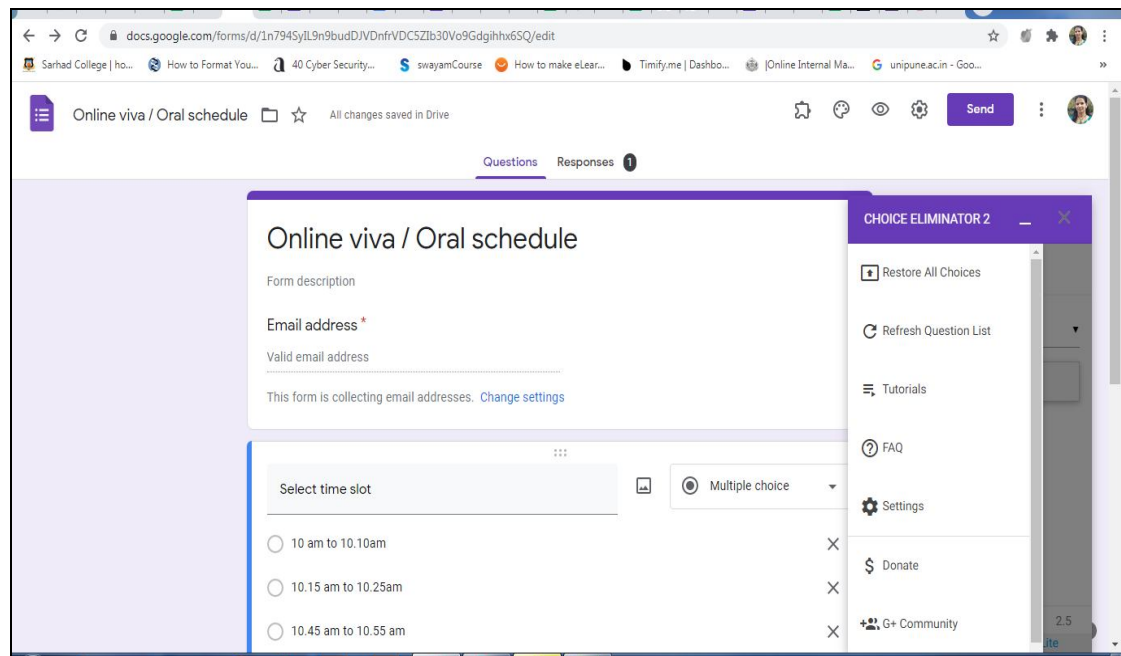 docs.google.com/forms/d/1n794SyIL9n9budDJVDnfrVDC5ZIb30Vo9Gdgihhx6SQ/edit
Sarhad College | ho... How to Format You... 40 Cyber Security... swayamCourse How to make eLear... Timify.me | Dashbo... |Online Internal Ma... unipune.ac.in - Goo... »
Online viva / Oral schedule All changes saved in Drive Send
Questions Responses 1
CHOICE ELIMINATOR 2
Online viva / Oral schedule
Restore All Choices
Form description
Email address *
Refresh Question List
Valid email address
This form is collecting email addresses. Change settings
Tutorials
FAQ
Select time slot Multiple choice
Settings
10 am to 10.10am
Donate
10.15 am to 10.25am
10.45 am to 10.55 am
G+ Community
2.5